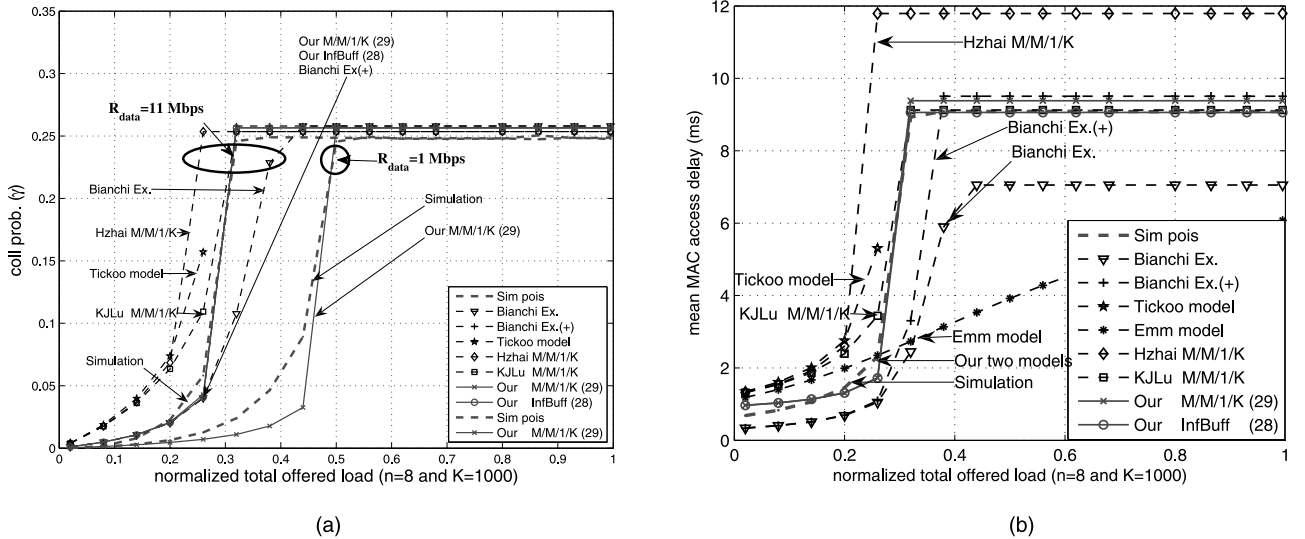 0.35
0.3
0.25
0.2
0.15
0.1
0.05
0
coll prob. (γ)
0
0.1
0.2
0.3
0.4
0.5
0.6
0.7
0.8
0.9
1
normalized total offered load (n=8 and K=1000)
Our M/M/1/K (29)
Our InfBuff (28)
Bianchi Ex(+)
R data=11 Mbps
R data=1 Mbps
Bianchi Ex.
Hzhai M/M/1/K
Tickoo model
KJLu M/M/1/K
Simulation
Simulation
Our M/M/1/K (29)
Sim pois
Bianchi Ex.
Bianchi Ex.(+)
Tickoo model
Hzhai M/M/1/K
KJLu M/M/1/K
Our M/M/1/K (29)
Our InfBuff (28)
Sim pois
Our M/M/1/K (29)
(a)
12
10
8
6
4
2
0
mean MAC access delay (ms)
0
0.2
0.4
0.6
0.8
1
normalized total offered load (n=8 and K=1000)
Hzhai M/M/1/K
Bianchi Ex.(+)
Bianchi Ex.
Tickoo model
KJLu M/M/1/K
Emm model
Our two models
Simulation
Sim pois
Bianchi Ex.
Bianchi Ex.(+)
Tickoo model
Emm model
Hzhai M/M/1/K
KJLu M/M/1/K
Our M/M/1/K (29)
Our InfBuff (28)
(b)